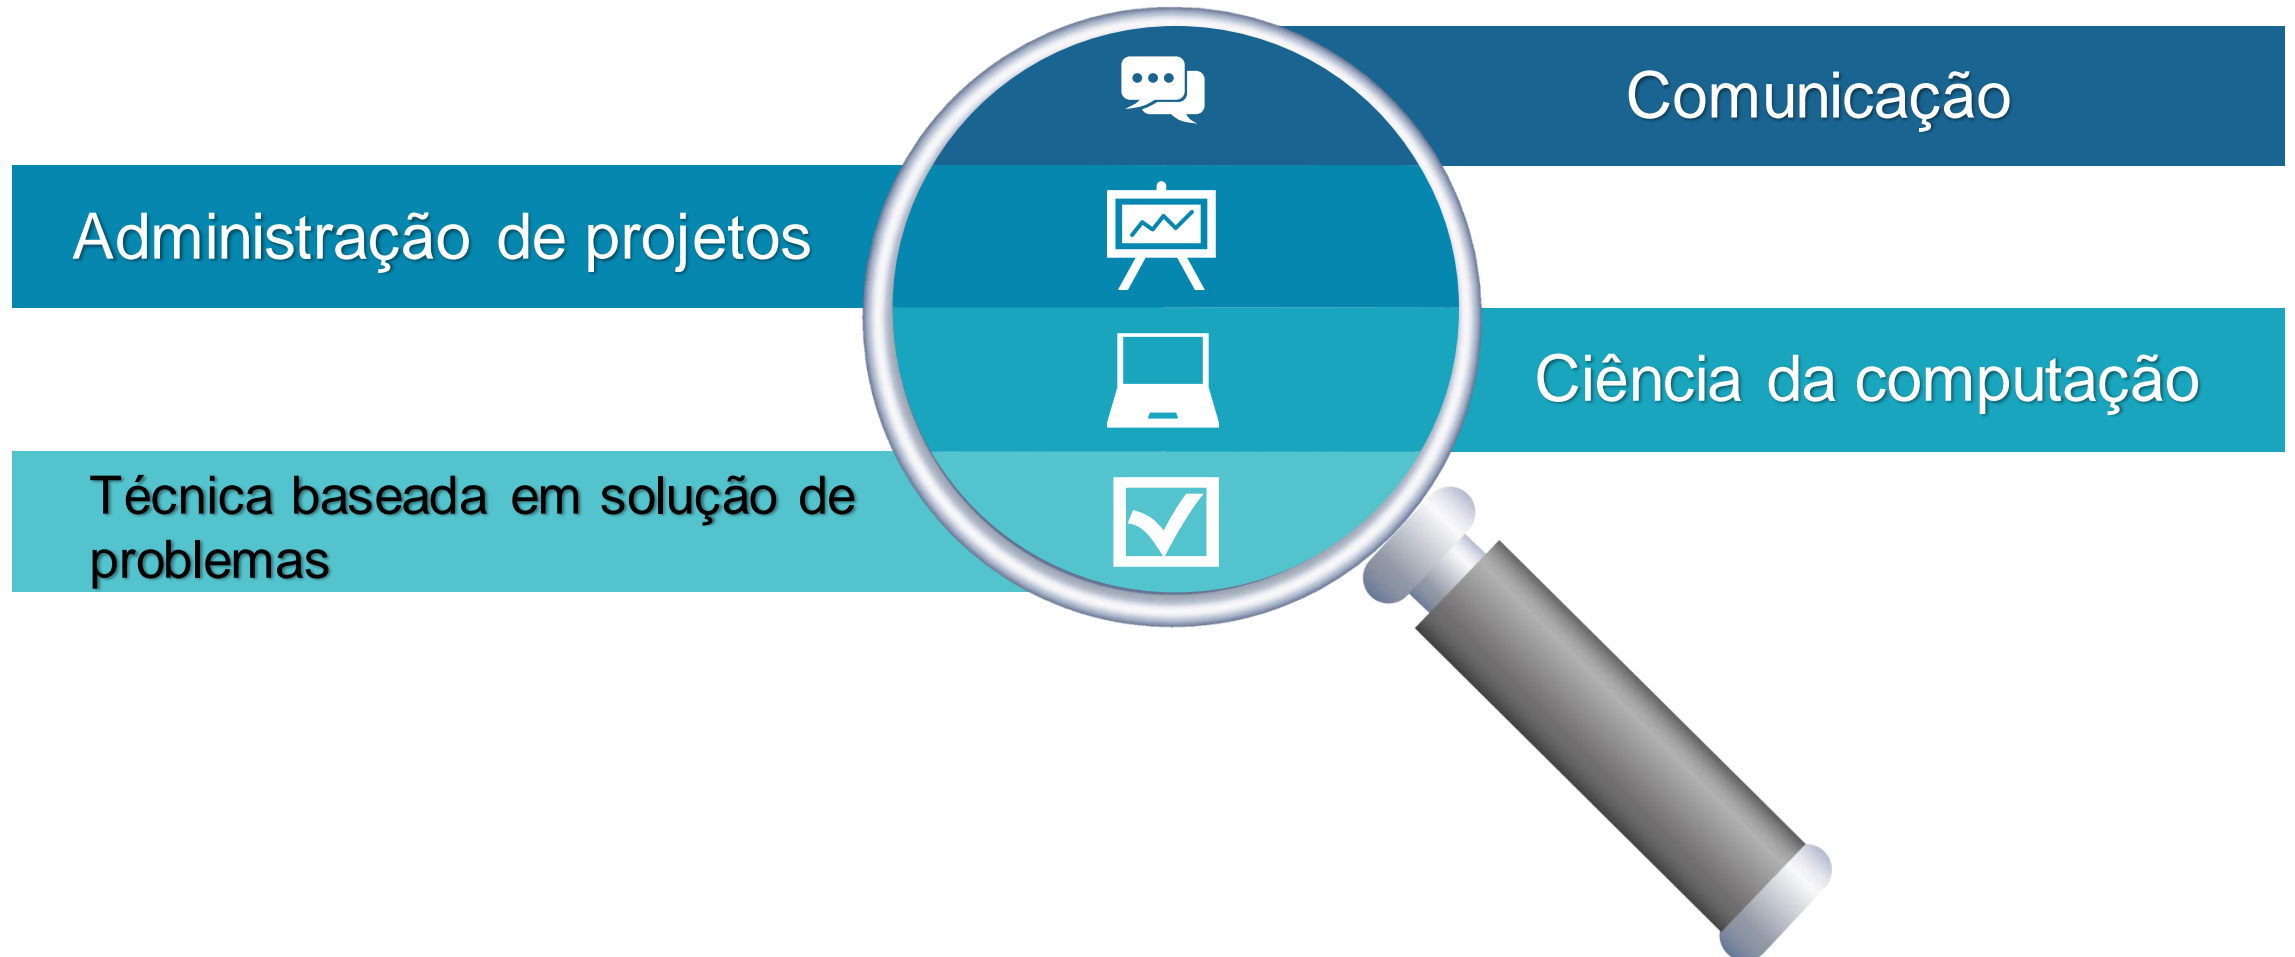 Comunicação
Administração de projetos
Ciência da computação
Técnica baseada em solução de
problemas